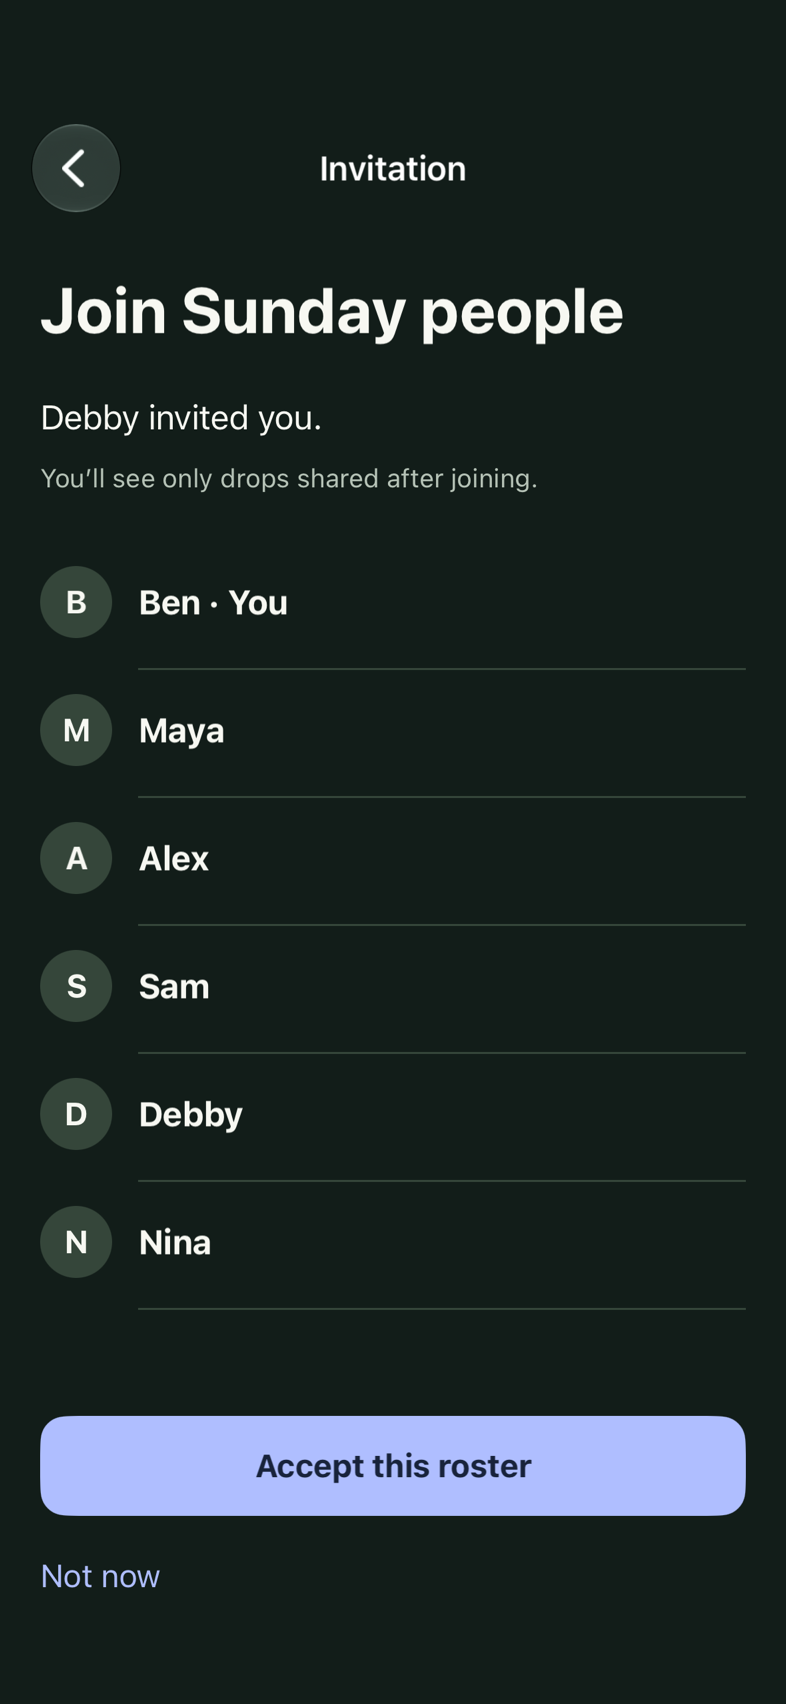 Invitation
Join Sunday people
Debby invited you.
You’ll see only drops shared after joining.
B
Ben · You
M
Maya
A
Alex
S
Sam
D
Debby
N
Nina
Accept this roster
Not now